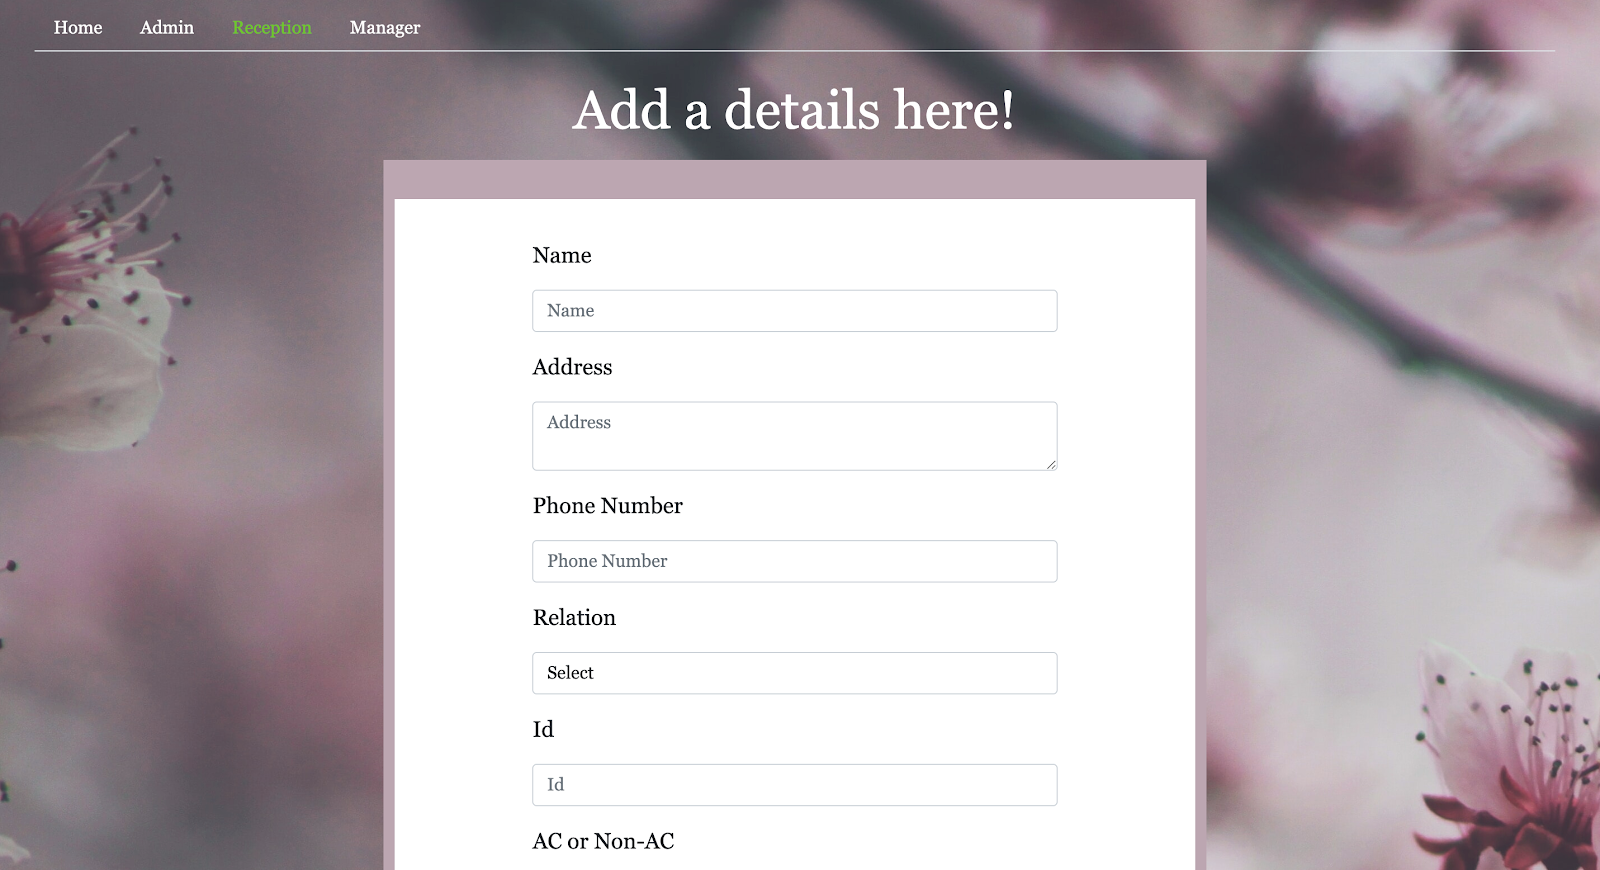 Home Admin Reception Manager
Add a details here!
Name
Name
Address
Address
Phone Number
Phone Number
Relation
Select
Id
Id
AC or Non-AC